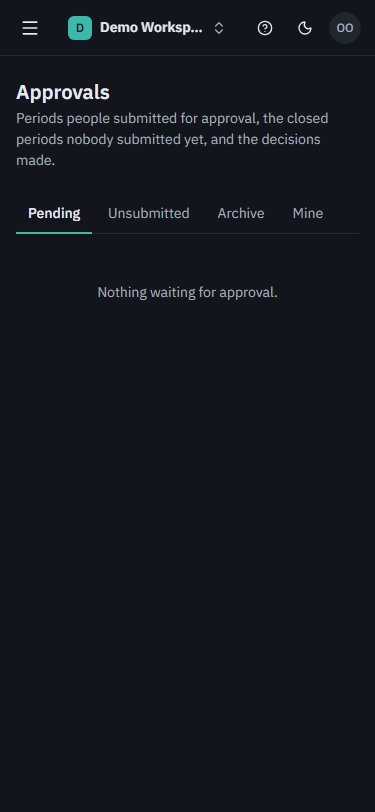 D Demo Worksp... OO
Approvals
Periods people submitted for approval, the closed
periods nobody submitted yet, and the decisions
made.
Pending Unsubmitted Archive Mine
Nothing waiting for approval.